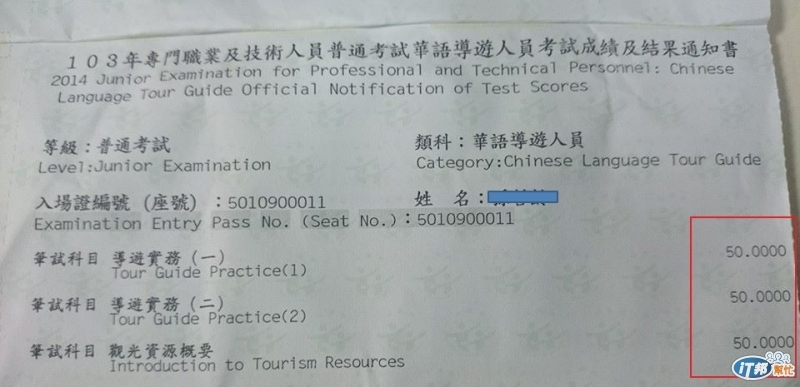 103年專門職業及技術人員普通考試華語導遊人員考試成績及結果通知書
2014 Junior Examination for Professional and Technical Personnel: Chinese
Language Tour Guide Official Notification of Test Scores
等級：普通考試 類科：華語導遊人員
Level:Junior Examination Category:Chinese Language Tour Guide
入場證編號（座號）：5010900011 姓 名：
Examination Entry Pass No. (Seat No.)：5010900011
筆試科目 導遊實務（一） 50.0000
Tour Guide Practice(1)
筆試科目 導遊實務（二） 50.0000
Tour Guide Practice(2)
筆試科目 觀光資源概要 50.0000
Introduction to Tourism Resources
iT邦幫忙